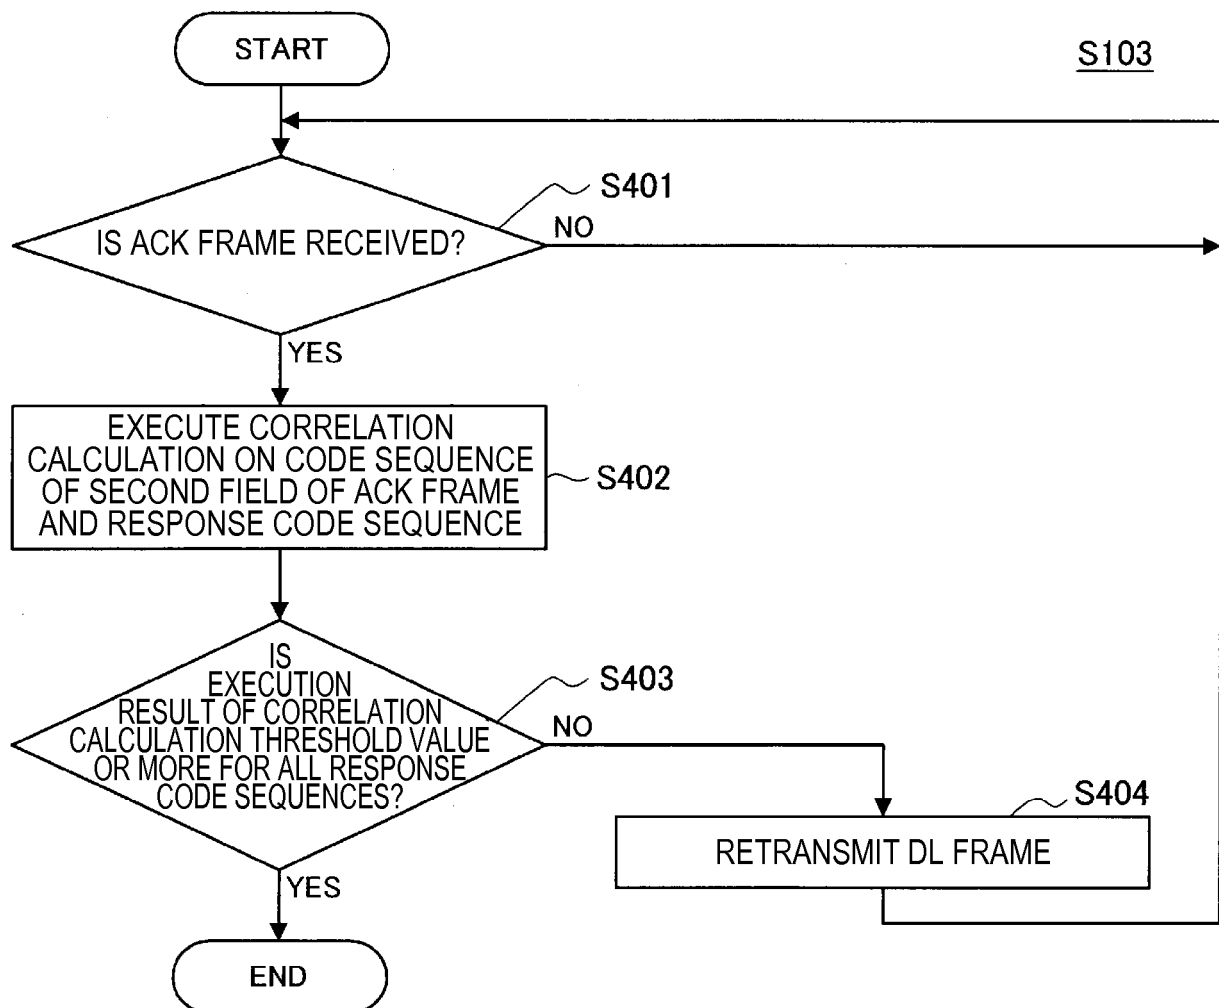 START
S103
S401
IS ACK FRAME RECEIVED?
NO
YES
EXECUTE CORRELATION
CALCULATION ON CODE SEQUENCE
OF SECOND FIELD OF ACK FRAME
AND RESPONSE CODE SEQUENCE
S402
IS
EXECUTION
RESULT OF CORRELATION
CALCULATION THRESHOLD VALUE
OR MORE FOR ALL RESPONSE
CODE SEQUENCES?
S403
NO
S404
RETRANSMIT DL FRAME
YES
END